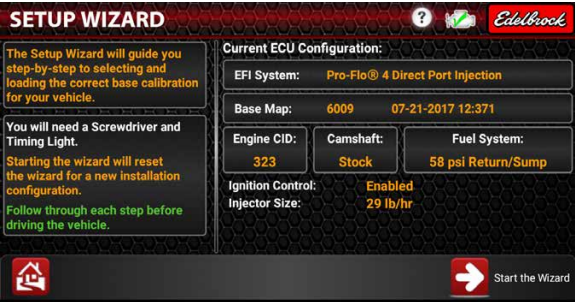 SETUP WIZARD
?
Edelbrock
The Setup Wizard will guide you
step-by-step to selecting and
loading the correct base calibration
for your vehicle.
You will need a Screwdriver and
Timing Light.
Starting the wizard will reset
the wizard for a new installation
configuration.
Follow through each step before
driving the vehicle.
Current ECU Configuration:
EFI System: Pro-Flo® 4 Direct Port Injection
Base Map: 6009 07-21-2017 12:371
Engine CID: Camshaft: Fuel System:
323 Stock 58 psi Return/Sump
Ignition Control: Enabled
Injector Size: 29 lb/hr
Start the Wizard